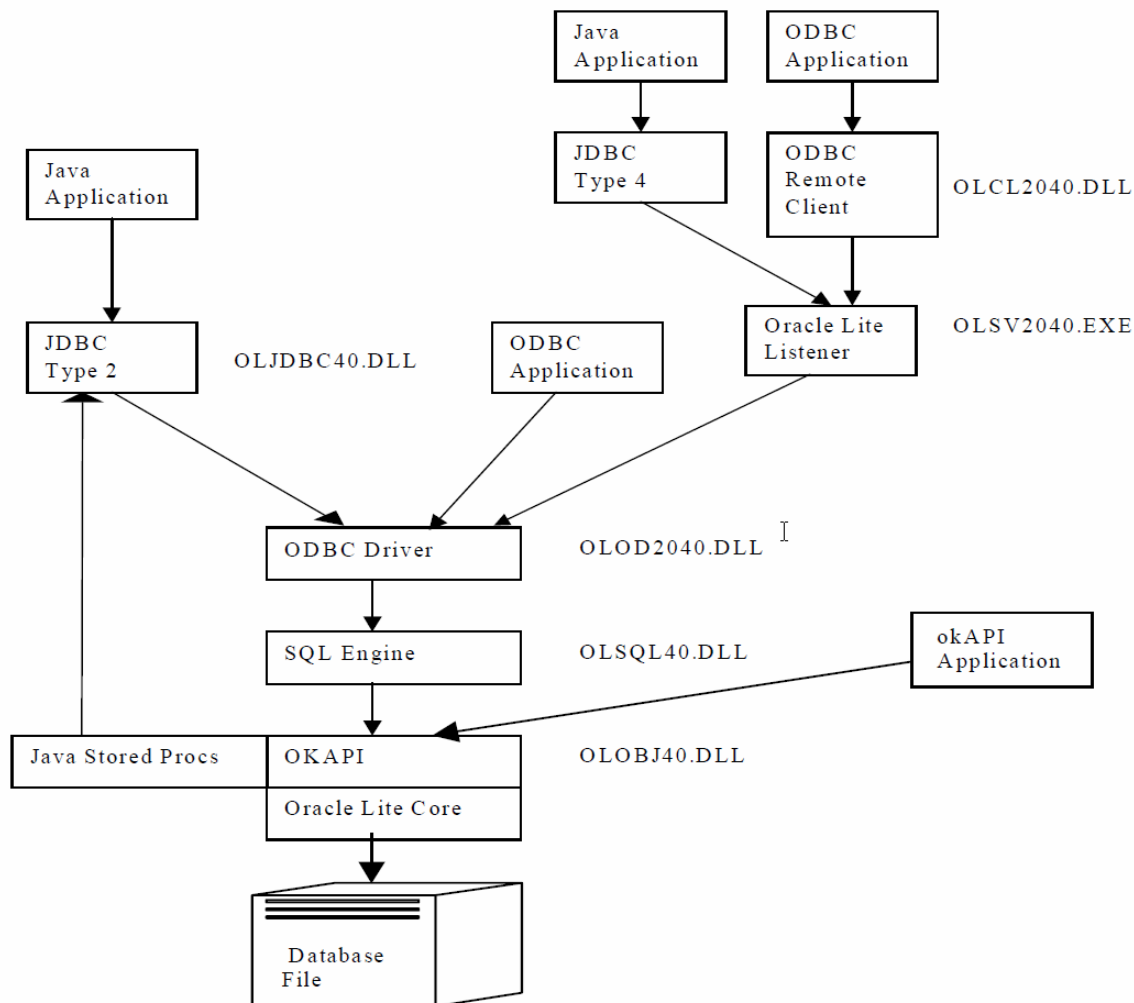 Java
Application
ODBC
Application
JDBC
Type 4
ODBC
Remote
Client
OLCL2040.DLL
Java
Application
Oracle Lite
Listener
OLSV2040.EXE
JDBC
Type 2
OLJDBC40.DLL
ODBC
Application
ODBC Driver
OLOD2040.DLL
SQL Engine
OLSQL40.DLL
okAPI
Application
Java Stored Procs
OKAPI
OLOBJ40.DLL
Oracle Lite Core
Database
File